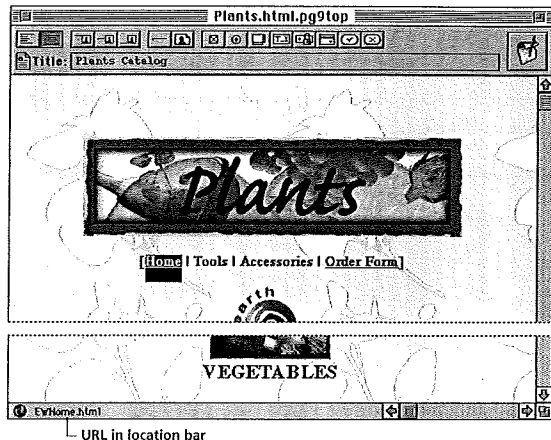 Plants.html.pg9top
Title: Plants Catalog
Plants
[Home | Tools | Accessories | Order Form]
earth
VEGETABLES
EWHome.html
URL in location bar